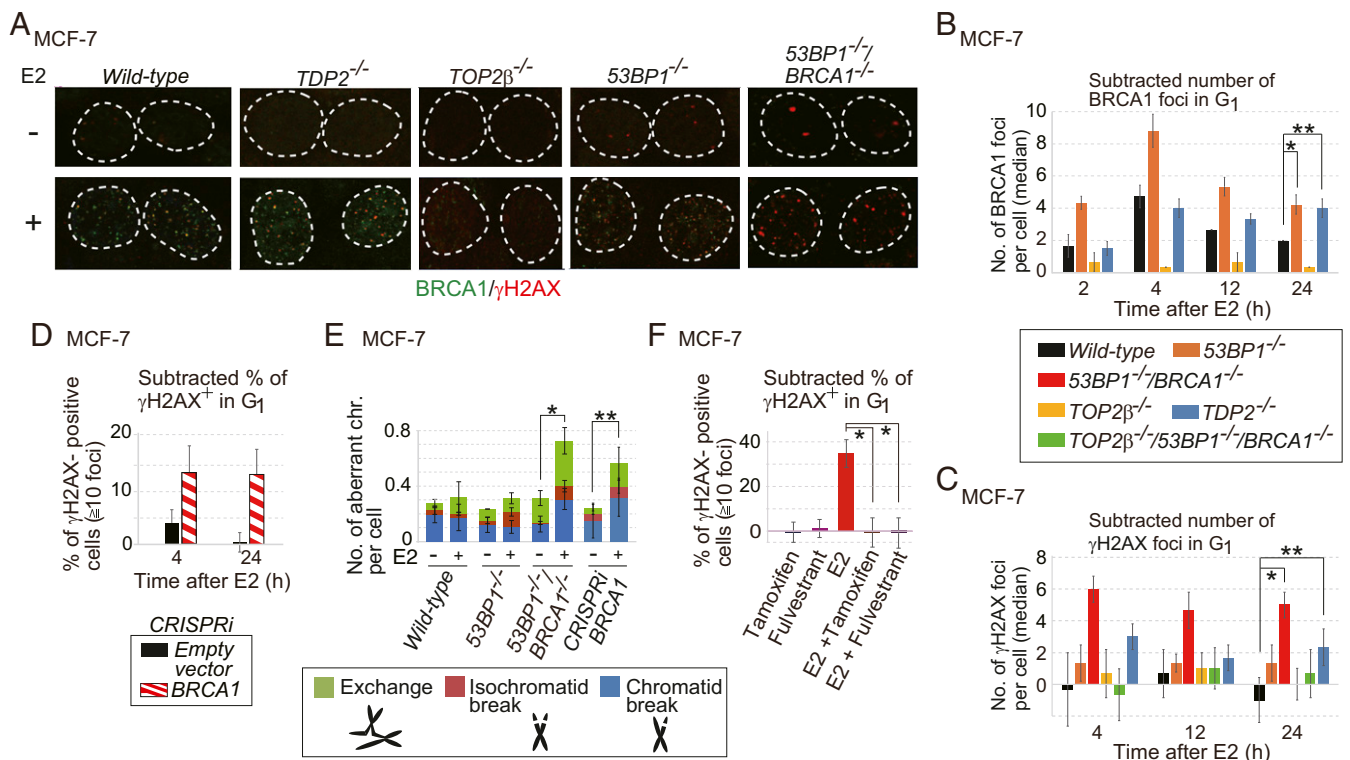 A MCF-7
E2
Wild-type
TDP2-/-
TOP2β-/-
53BP1-/-
53BP1-/-/
BRCA1-/-
-
+
BRCA1/γH2AX
B MCF-7
Subtracted number of
BRCA1 foci in G1
No. of BRCA1 foci
per cell (median)
10
8
6
4
2
0
*
**
2 4 12 24
Time after E2 (h)
Wild-type 53BP1-/-
53BP1-/-/BRCA1-/-
TOP2β-/- TDP2-/-
TOP2β-/-/53BP1-/-/BRCA1-/-
C MCF-7
Subtracted number of
γH2AX foci in G1
No. of γH2AX foci
per cell (median)
8
6
4
2
0
*
**
4 12 24
Time after E2 (h)
D MCF-7
Subtracted % of
γH2AX+ in G1
% of γH2AX- positive
cells (≧10 foci)
20
10
0
4 24
Time after E2 (h)
CRISPRi
Empty
vector
BRCA1
E MCF-7
No. of aberrant chr.
per cell
0.8
0.4
0
*
**
E2 - + - + - + - +
Wild-type
53BP1-/-
53BP1-/-/
BRCA1-/-
CRISPRi
BRCA1
Exchange
Isochromatid
break
Chromatid
break
F MCF-7
Subtracted % of
γH2AX+ in G1
% of γH2AX- positive
cells (≧10 foci)
40
20
0
* *
Tamoxifen
Fulvestrant
E2
E2 +Tamoxifen
E2 + Fulvestrant